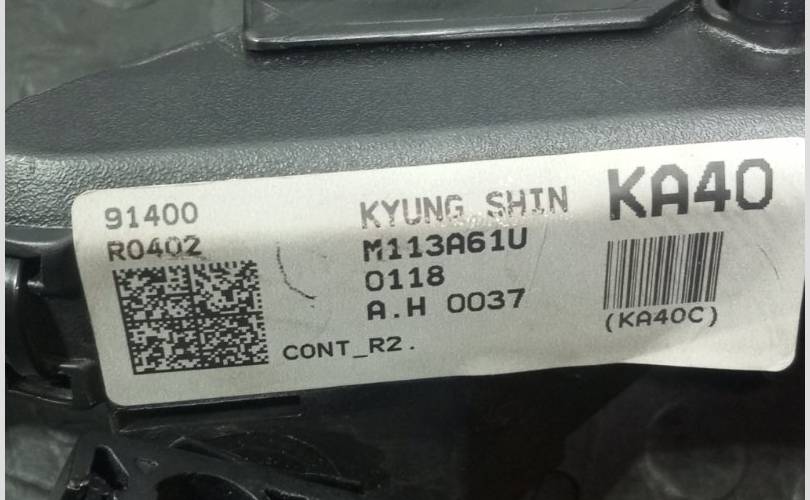 91400
R0402
KYUNG SHIN
M113A61U
0118
A.H 0037
CONT_R2.
KA40
(KA40C)